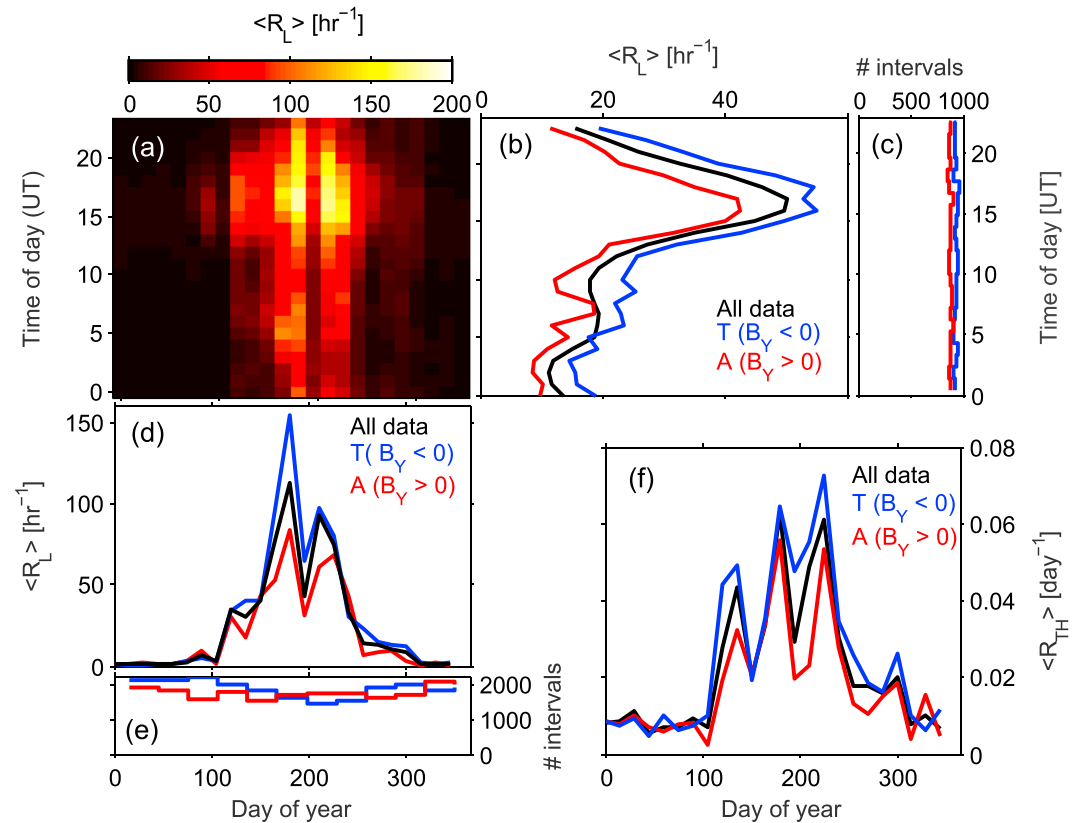 <R_L> [hr⁻¹]
0 50 100 150 200
(a)
Time of day (UT)
20
15
10
5
0
<R_L> [hr⁻¹]
0 20 40
(b)
All data
T (B_Y < 0)
A (B_Y > 0)
# intervals
0 500 1000
(c)
20
15
10
5
0
Time of day [UT]
(d)
All data
T( B_Y < 0)
A (B_Y > 0)
<R_L> [hr⁻¹]
150
100
50
0
0 100 200 300
(e)
2000
1000
0
# intervals
0 100 200 300
Day of year
(f)
All data
T (B_Y < 0)
A (B_Y > 0)
0.08
0.06
0.04
0.02
0
<R_TH> [day⁻¹]
0 100 200 300
Day of year